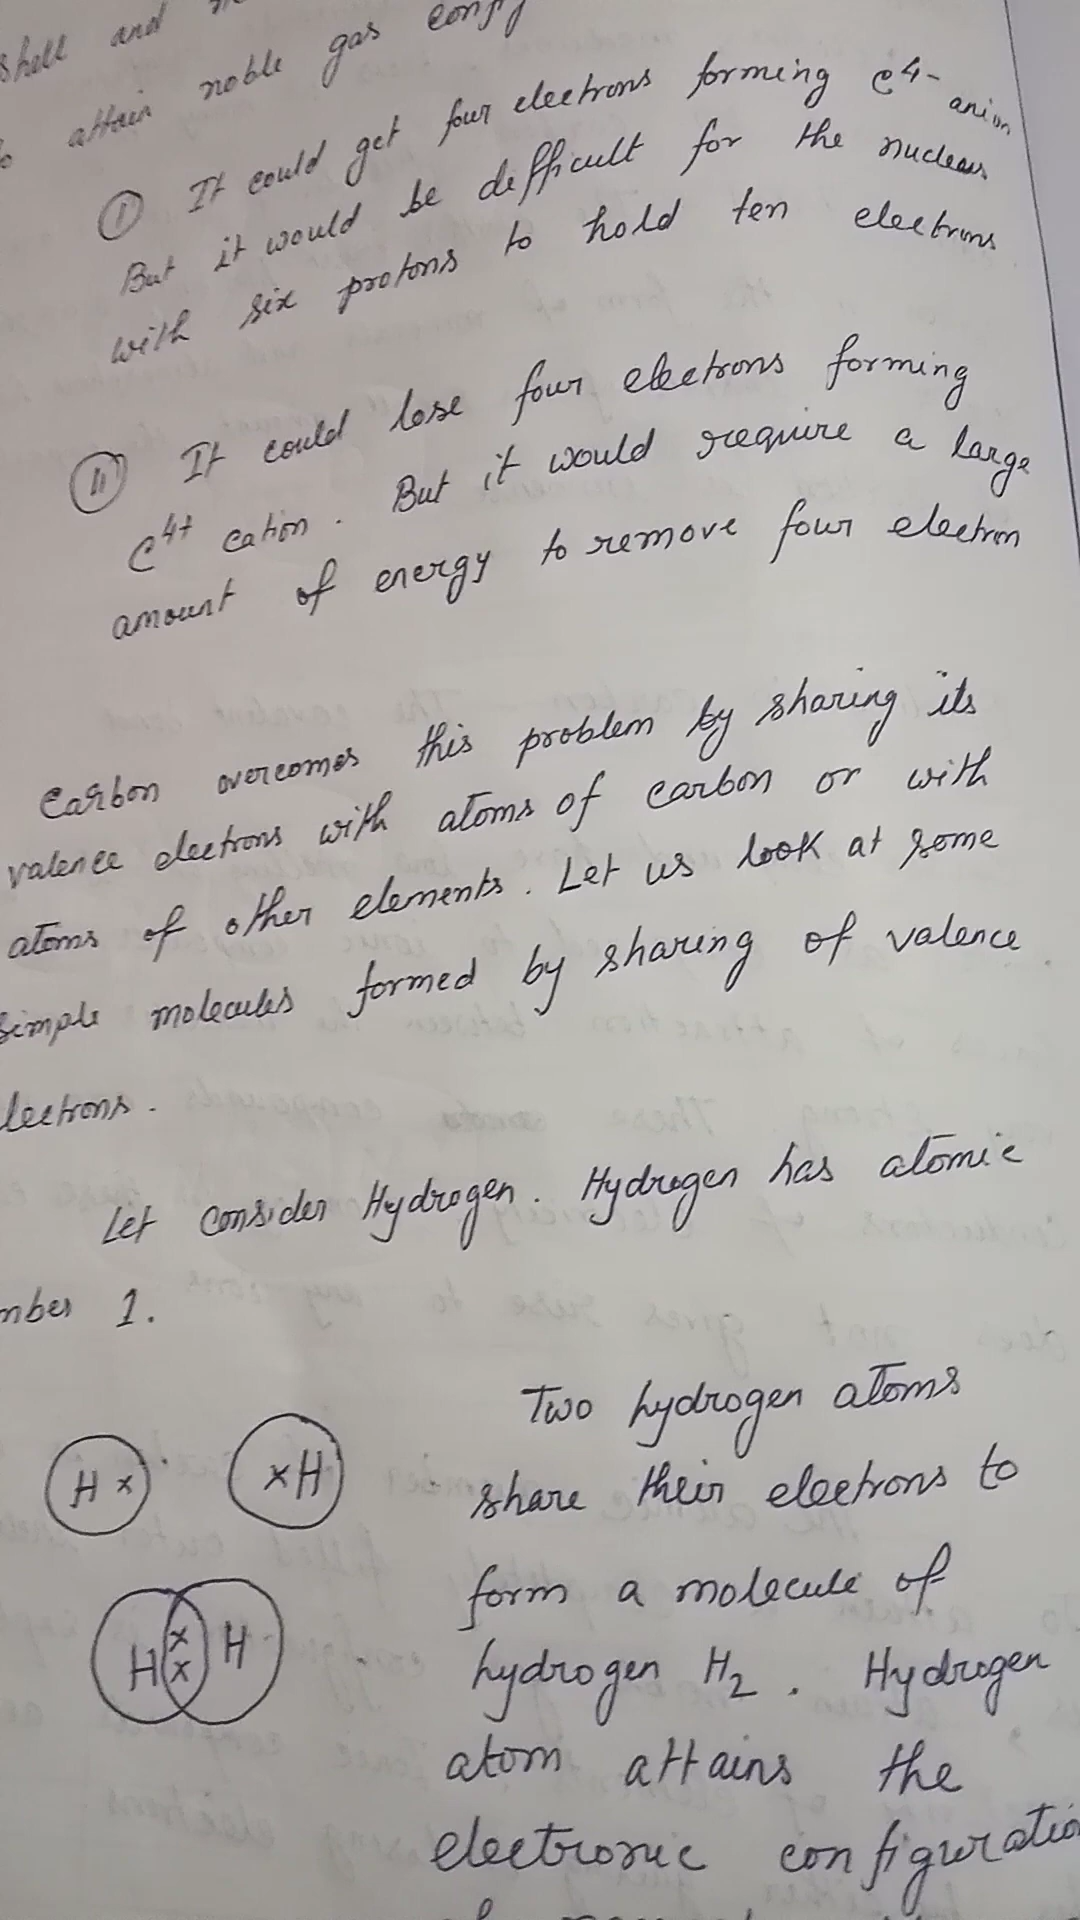 shell and
attain noble gas
(i) It could get four electrons forming C4- anion
But it would be difficult for the nucleus
with six protons to hold ten electrons
(ii) It could lose four electrons forming
C4+ cation. But it would require a large
amount of energy to remove four electron
Carbon overcomes this problem by sharing its
valence electrons with atoms of carbon or with
atoms of other elements. Let us look at some
simple molecules formed by sharing of valence
lectrons.
Let consider Hydrogen. Hydrogen has atomic
mber 1.
Two hydrogen atoms
H x xH
share their electrons to
form a molecule of
H x x H
hydrogen H2. Hydrogen
atom attains the
electronic configuratio